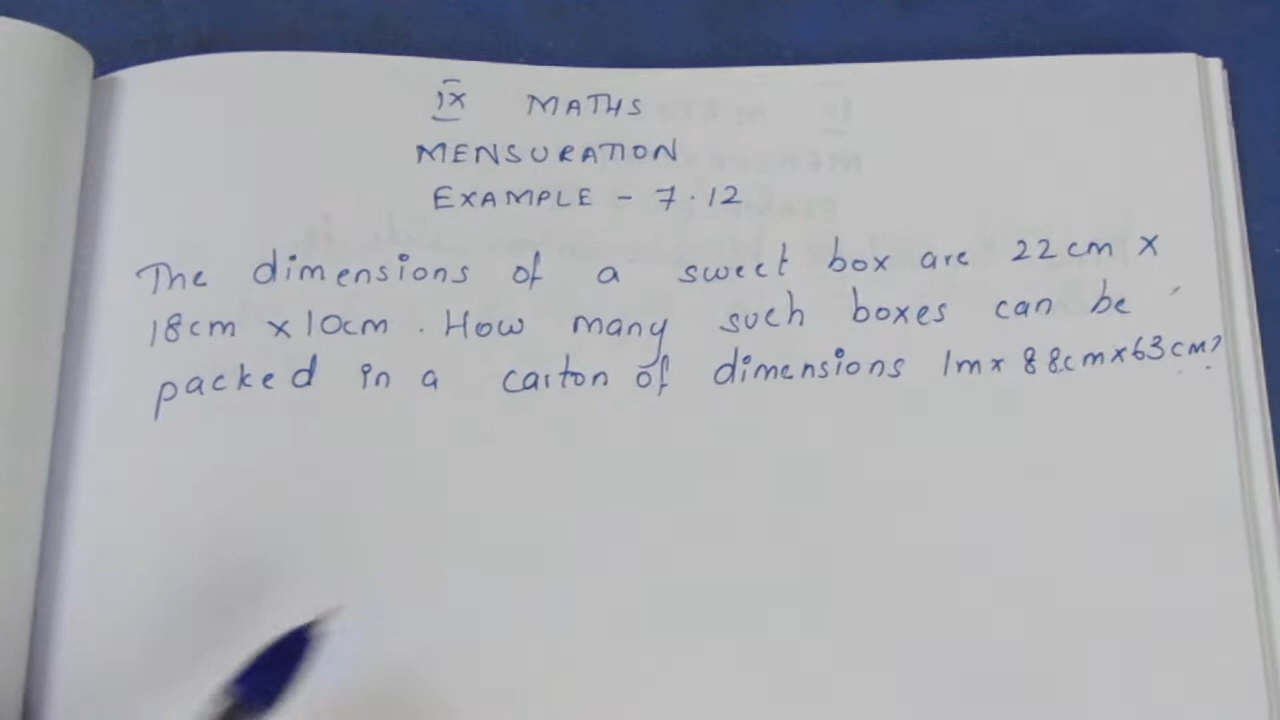 IX MATHS
MENSURATION
EXAMPLE - 7.12
The dimensions of a sweet box are 22cm x
18cm x 10cm. How many such boxes can be
packed in a carton of dimensions 1m x 88cm x 63cm?